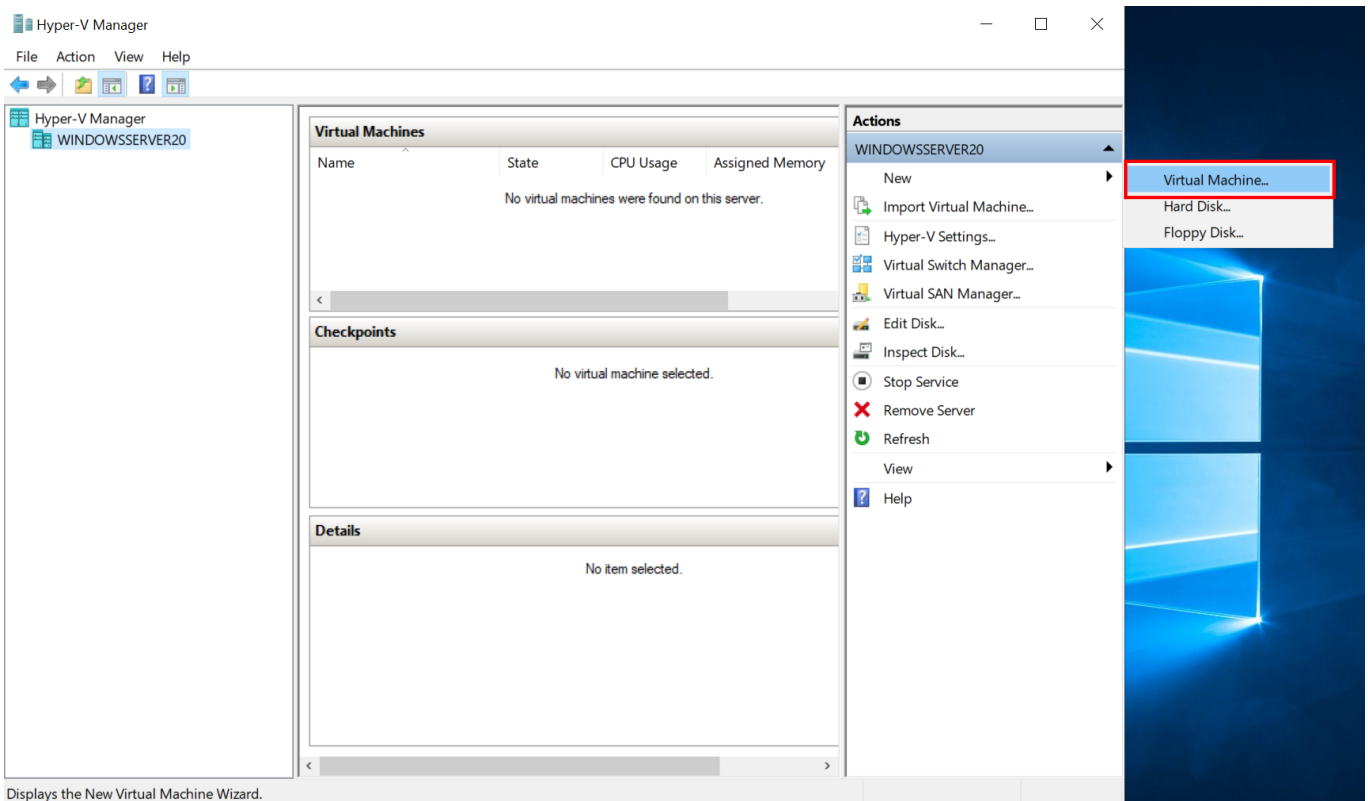 Hyper-V Manager
File Action View Help
Hyper-V Manager
WINDOWSSERVER20
Virtual Machines
Name State CPU Usage Assigned Memory
No virtual machines were found on this server.
Checkpoints
No virtual machine selected.
Details
No item selected.
Actions
WINDOWSSERVER20
New
Import Virtual Machine...
Hyper-V Settings...
Virtual Switch Manager...
Virtual SAN Manager...
Edit Disk...
Inspect Disk...
Stop Service
Remove Server
Refresh
View
Help
Virtual Machine...
Hard Disk...
Floppy Disk...
Displays the New Virtual Machine Wizard.